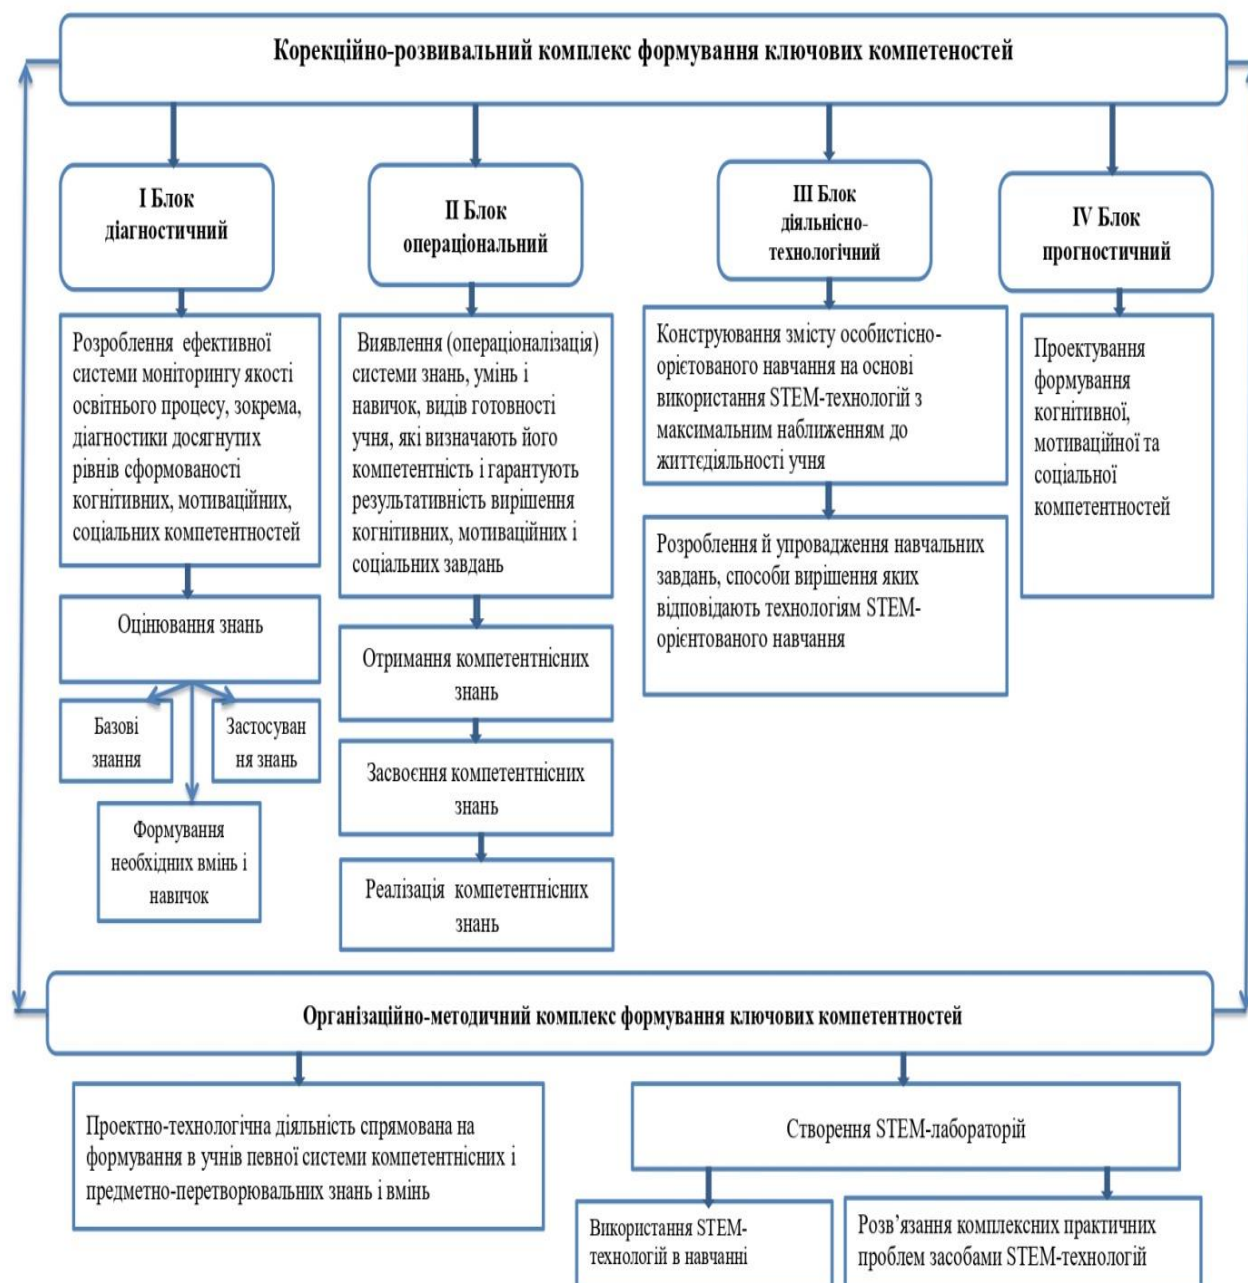 Корекційно-розвивальний комплекс формування ключових компетеностей
І Блок
діагностичний
ІІ Блок
операціональний
ІІІ Блок
діяльнісно-
технологічний
IV Блок
прогностичний
Розроблення ефективної
системи моніторингу якості
освітнього процесу, зокрема,
діагностики досягнутих
рівнів сформованості
когнітивних, мотиваційних,
соціальних компетентностей
Оцінювання знань
Базові
знання
Застосуван
ня знань
Формування
необхідних вмінь і
навичок
Виявлення (операціоналізація)
системи знань, умінь і
навичок, видів готовності
учня, які визначають його
компетентність і гарантують
результативність вирішення
когнітивних, мотиваційних і
соціальних завдань
Отримання компетентнісних
знань
Засвоєння компетентнісних
знань
Реалізація компетентнісних
знань
Конструювання змісту особистісно-
орієтованого навчання на основі
використання STEM-технологій з
максимальним наближенням до
життєдіяльності учня
Розроблення й упровадження навчальних
завдань, способи вирішення яких
відповідають технологіям STEM-
орієнтованого навчання
Проектування
формування
когнітивної,
мотиваційної та
соціальної
компетентностей
Організаційно-методичний комплекс формування ключових компетентностей
Проектно-технологічна діяльність спрямована на
формування в учнів певної системи компетентнісних і
предметно-перетворювальних знань і вмінь
Створення STEM-лабораторій
Використання STEM-
технологій в навчанні
Розв’язання комплексних практичних
проблем засобами STEM-технологій